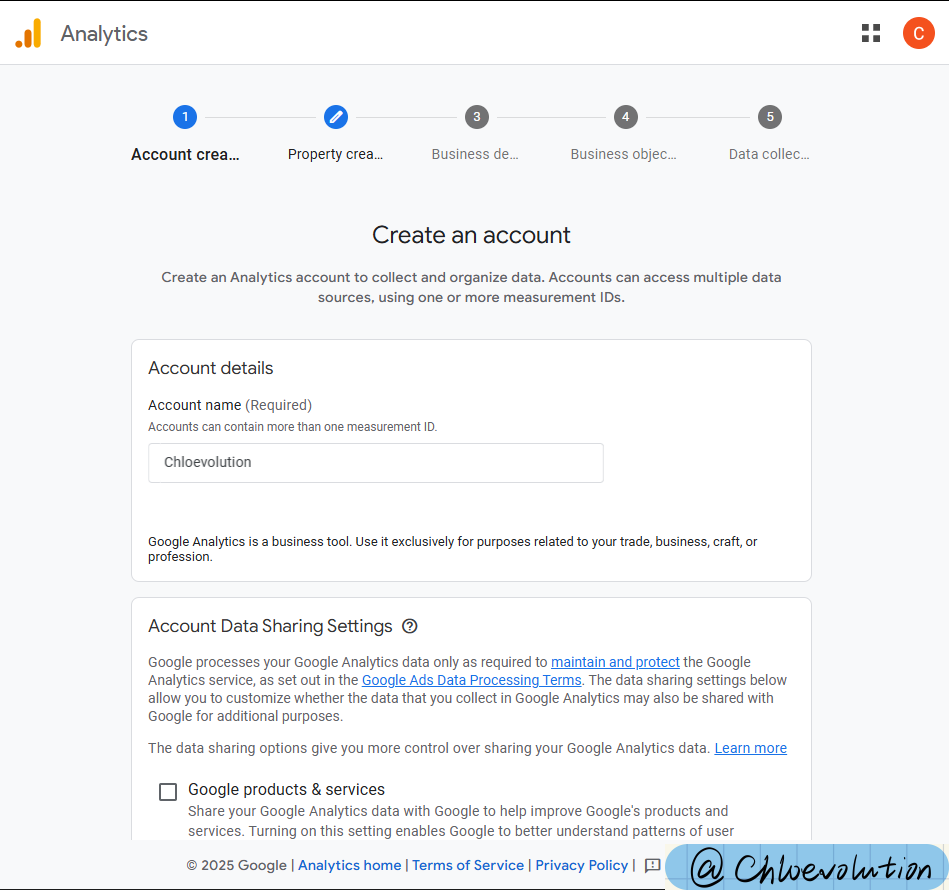 Analytics
C
1
3
4
5
Account crea...
Property crea...
Business de...
Business objec...
Data collec...
Create an account
Create an Analytics account to collect and organize data. Accounts can access multiple data
sources, using one or more measurement IDs.
Account details
Account name (Required)
Accounts can contain more than one measurement ID.
Chloevolution
Google Analytics is a business tool. Use it exclusively for purposes related to your trade, business, craft, or
profession.
Account Data Sharing Settings
Google processes your Google Analytics data only as required to maintain and protect the Google
Analytics service, as set out in the Google Ads Data Processing Terms. The data sharing settings below
allow you to customize whether the data that you collect in Google Analytics may also be shared with
Google for additional purposes.
The data sharing options give you more control over sharing your Google Analytics data. Learn more
Google products & services
Share your Google Analytics data with Google to help improve Google's products and
services. Turning on this setting enables Google to better understand patterns of user
© 2025 Google | Analytics home | Terms of Service | Privacy Policy |
@ Chloevolution